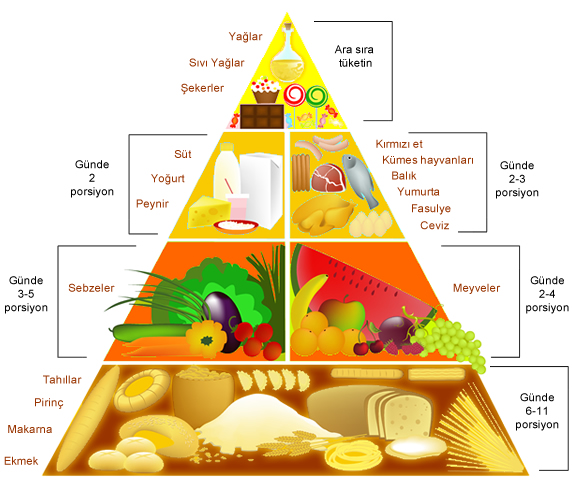 Yağlar
Sıvı Yağlar
Şekerler
Ara sıra
tüketin
Günde
2
porsiyon
Süt
Yoğurt
Peynir
Kırmızı et
Kümes hayvanları
Balık
Yumurta
Fasulye
Ceviz
Günde
2-3
porsiyon
Günde
3-5
porsiyon
Sebzeler
Meyveler
Günde
2-4
porsiyon
Tahıllar
Pirinç
Makarna
Ekmek
Günde
6-11
porsiyon